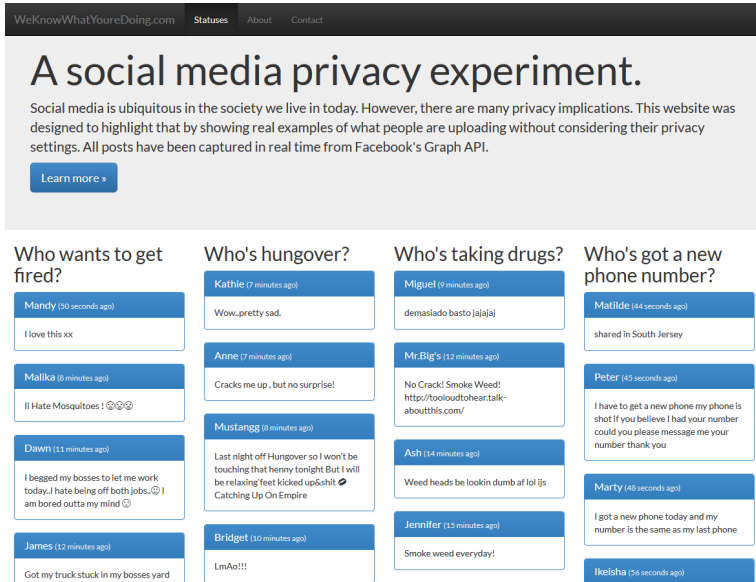 WeKnowWhatYoureDoing.com Statuses About Contact
A social media privacy experiment.
Social media is ubiquitous in the society we live in today. However, there are many privacy implications. This website was
designed to highlight that by showing real examples of what people are uploading without considering their privacy
settings. All posts have been captured in real time from Facebook's Graph API.
Learn more »
Who wants to get
fired?
Mandy (50 seconds ago)
I love this xx
Malika (8 minutes ago)
Ii Hate Mosquitoes !
Dawn (11 minutes ago)
I begged my bosses to let me work
today..I hate being off both jobs.. I
am bored outta my mind
James (12 minutes ago)
Got my truck stuck in my bosses yard
Who's hungover?
Kathie (7 minutes ago)
Wow..pretty sad.
Anne (7 minutes ago)
Cracks me up , but no surprise!
Mustangg (8 minutes ago)
Last night off Hungover so I won't be
touching that henny tonight But I will
be relaxing'feet kicked up&shit
Catching Up On Empire
Bridget (10 minutes ago)
LmAo!!!
Who's taking drugs?
Miguel (9 minutes ago)
demasiado basto jajajaj
Mr.Big's (12 minutes ago)
No Crack! Smoke Weed!
http://tooloudtohear.talk-
aboutthis.com/
Ash (14 minutes ago)
Weed heads be lookin dumb af lol ijs
Jennifer (15 minutes ago)
Smoke weed everyday!
Who's got a new
phone number?
Matilde (44 seconds ago)
shared in South Jersey
Peter (45 seconds ago)
I have to get a new phone my phone is
shot if you believe I had your number
could you please message me your
number thank you
Marty (48 seconds ago)
I got a new phone today and my
number is the same as my last phone
Ikeisha (56 seconds ago)